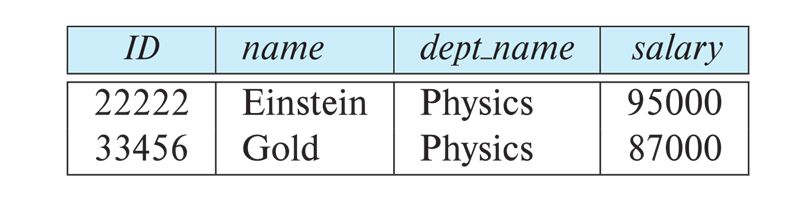 ID name dept_name salary
22222 Einstein Physics 95000
33456 Gold Physics 87000